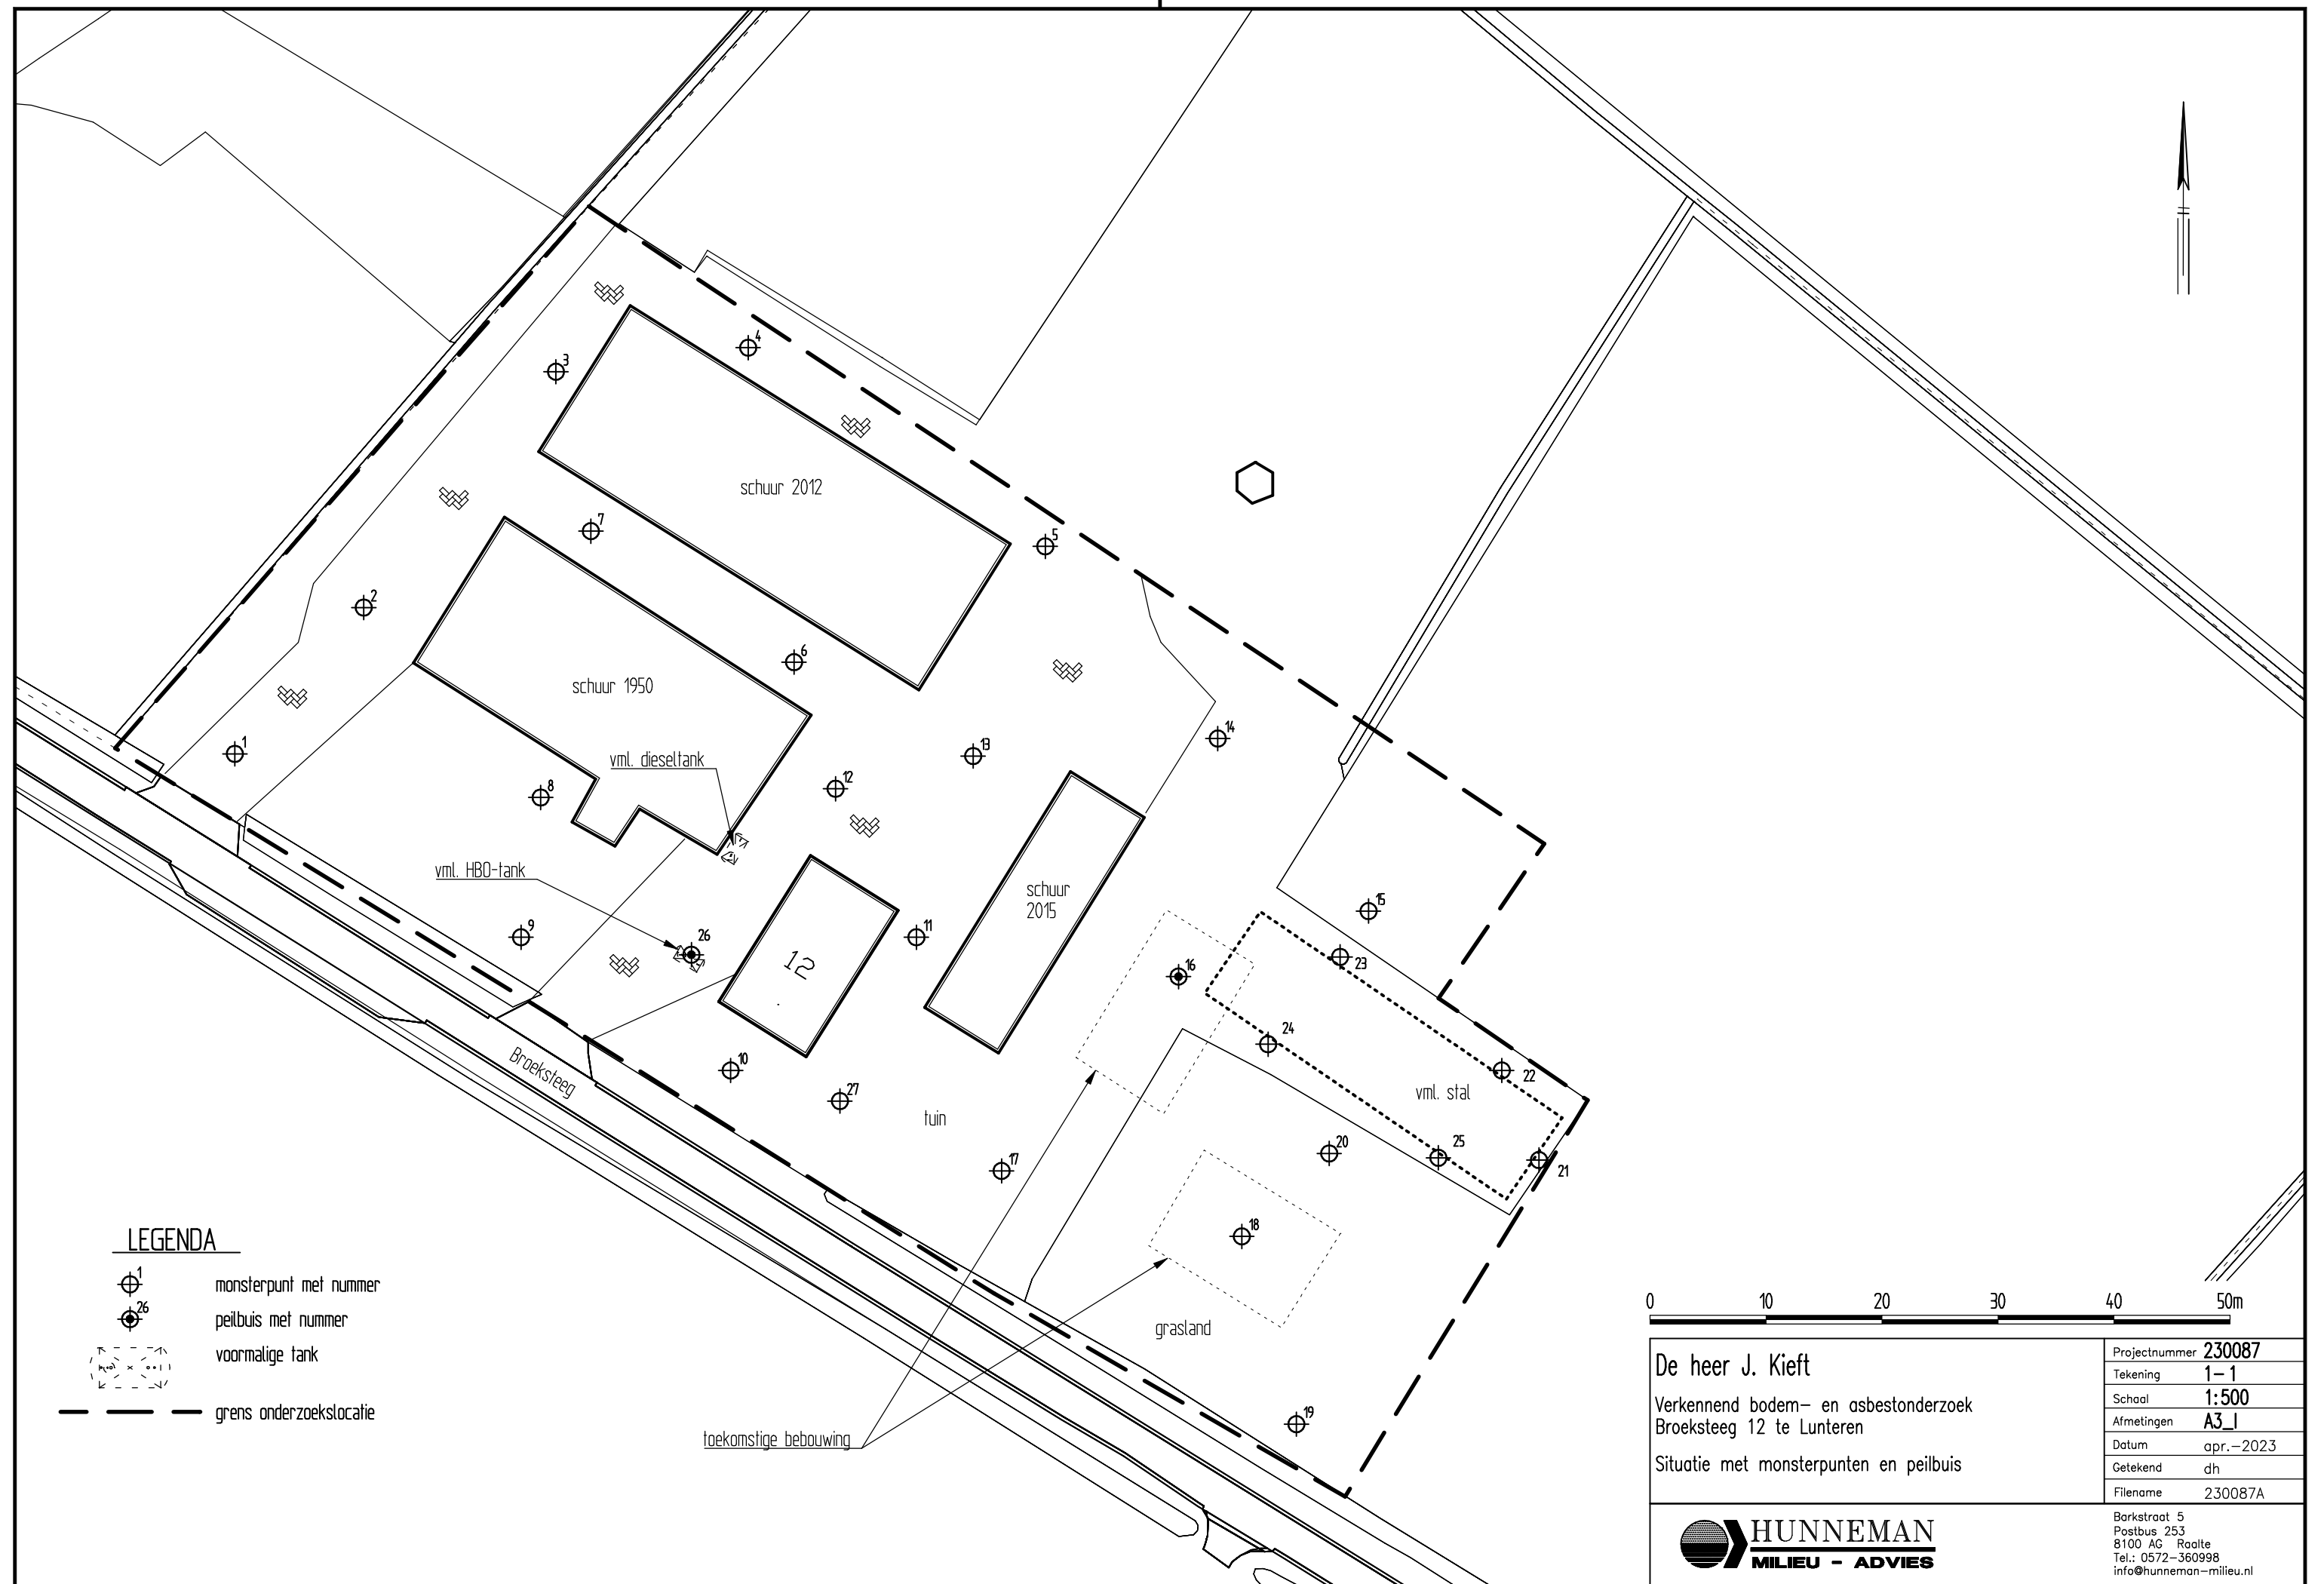 4
3
schuur 2012
7
5
2
6
schuur 1950
14
1
13
vml. dieseltank
12
8
vml. HBO-tank
schuur
2015
15
9
26
11
12
23
16
24
Broeksteeg
10
22
27
tuin
vml. stal
20
25
21
17
18
grasland
19
toekomstige bebouwing
LEGENDA
1
monsterpunt met nummer
26
peilbuis met nummer
voormalige tank
grens onderzoekslocatie
0 10 20 30 40 50m
De heer J. Kieft
Verkennend bodem- en asbestonderzoek
Broeksteeg 12 te Lunteren
Situatie met monsterpunten en peilbuis
Projectnummer 230087
Tekening 1-1
Schaal 1:500
Afmetingen A3_l
Datum apr.-2023
Getekend dh
Filename 230087A
HUNNEMAN
MILIEU - ADVIES
Barkstraat 5
Postbus 253
8100 AG Raalte
Tel.: 0572-360998
info@hunneman-milieu.nl